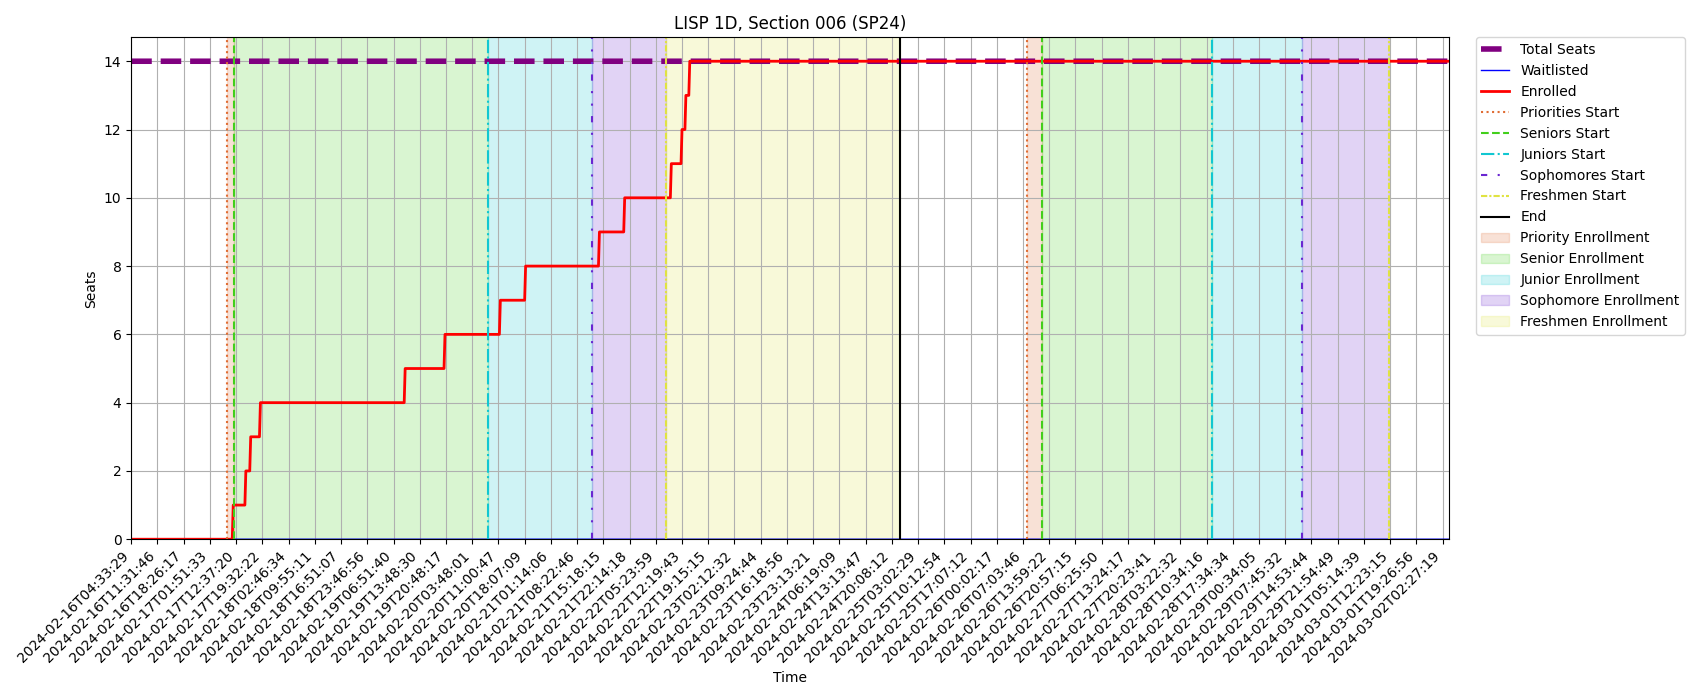 LISP 1D, Section 006 (SP24)
Seats
14
12
10
8
6
4
2
0
2024-02-16T04:33:29
2024-02-16T11:31:46
2024-02-16T18:26:17
2024-02-17T01:51:33
2024-02-17T12:37:20
2024-02-17T19:32:22
2024-02-18T02:46:34
2024-02-18T09:55:11
2024-02-18T16:51:07
2024-02-18T23:46:56
2024-02-19T06:51:40
2024-02-19T13:48:30
2024-02-19T20:48:17
2024-02-20T03:48:01
2024-02-20T11:00:47
2024-02-20T18:07:09
2024-02-21T01:14:06
2024-02-21T08:22:46
2024-02-21T15:18:15
2024-02-21T22:14:18
2024-02-22T05:23:59
2024-02-22T12:19:43
2024-02-22T19:15:15
2024-02-23T02:12:32
2024-02-23T09:24:44
2024-02-23T16:18:56
2024-02-23T23:13:21
2024-02-24T06:19:09
2024-02-24T13:13:47
2024-02-24T20:08:12
2024-02-25T03:02:29
2024-02-25T10:12:54
2024-02-25T17:07:12
2024-02-26T00:02:17
2024-02-26T07:03:46
2024-02-26T13:59:22
2024-02-26T20:57:15
2024-02-27T06:25:50
2024-02-27T13:24:17
2024-02-27T20:23:41
2024-02-28T03:22:32
2024-02-28T10:34:16
2024-02-28T17:34:34
2024-02-29T00:34:05
2024-02-29T07:45:32
2024-02-29T14:53:44
2024-02-29T21:54:49
2024-03-01T05:14:39
2024-03-01T12:23:15
2024-03-01T19:26:56
2024-03-02T02:27:19
Time
Total Seats
Waitlisted
Enrolled
Priorities Start
Seniors Start
Juniors Start
Sophomores Start
Freshmen Start
End
Priority Enrollment
Senior Enrollment
Junior Enrollment
Sophomore Enrollment
Freshmen Enrollment